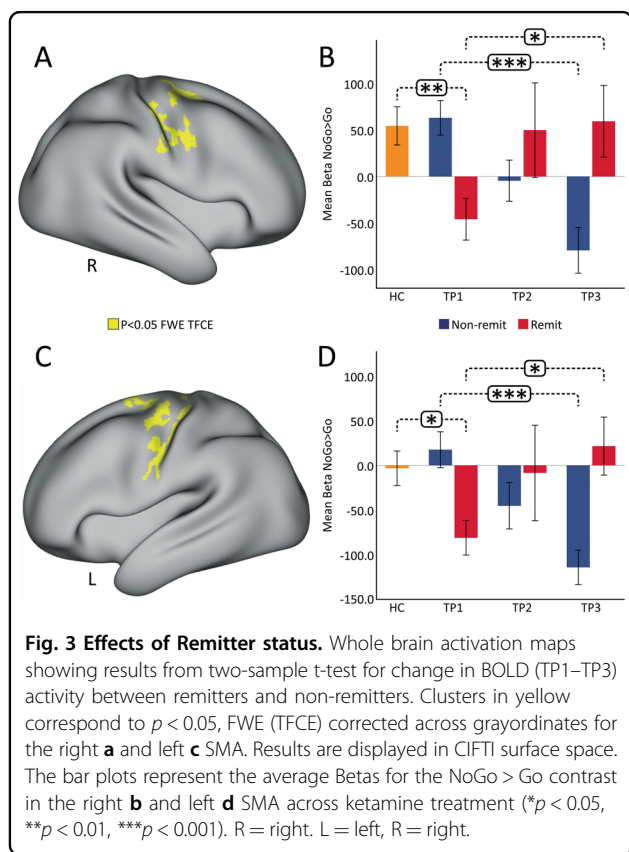 A
R
P<0.05 FWE TFCE
B
*
***
**
Mean Beta NoGo>Go
100.0
50.0
0.0
-50.0
-100.0
HC TP1 TP2 TP3
Non-remit Remit
C
L
D
*
***
*
Mean Beta NoGo>Go
100.0
50.0
0.0
-50.0
-100.0
-150.0
HC TP1 TP2 TP3
Fig. 3 Effects of Remitter status. Whole brain activation maps
showing results from two-sample t-test for change in BOLD (TP1–TP3)
activity between remitters and non-remitters. Clusters in yellow
correspond to p < 0.05, FWE (TFCE) corrected across grayordinates for
the right a and left c SMA. Results are displayed in CIFTI surface space.
The bar plots represent the average Betas for the NoGo > Go contrast
in the right b and left d SMA across ketamine treatment (*p < 0.05,
**p < 0.01, ***p < 0.001). R = right. L = left, R = right.